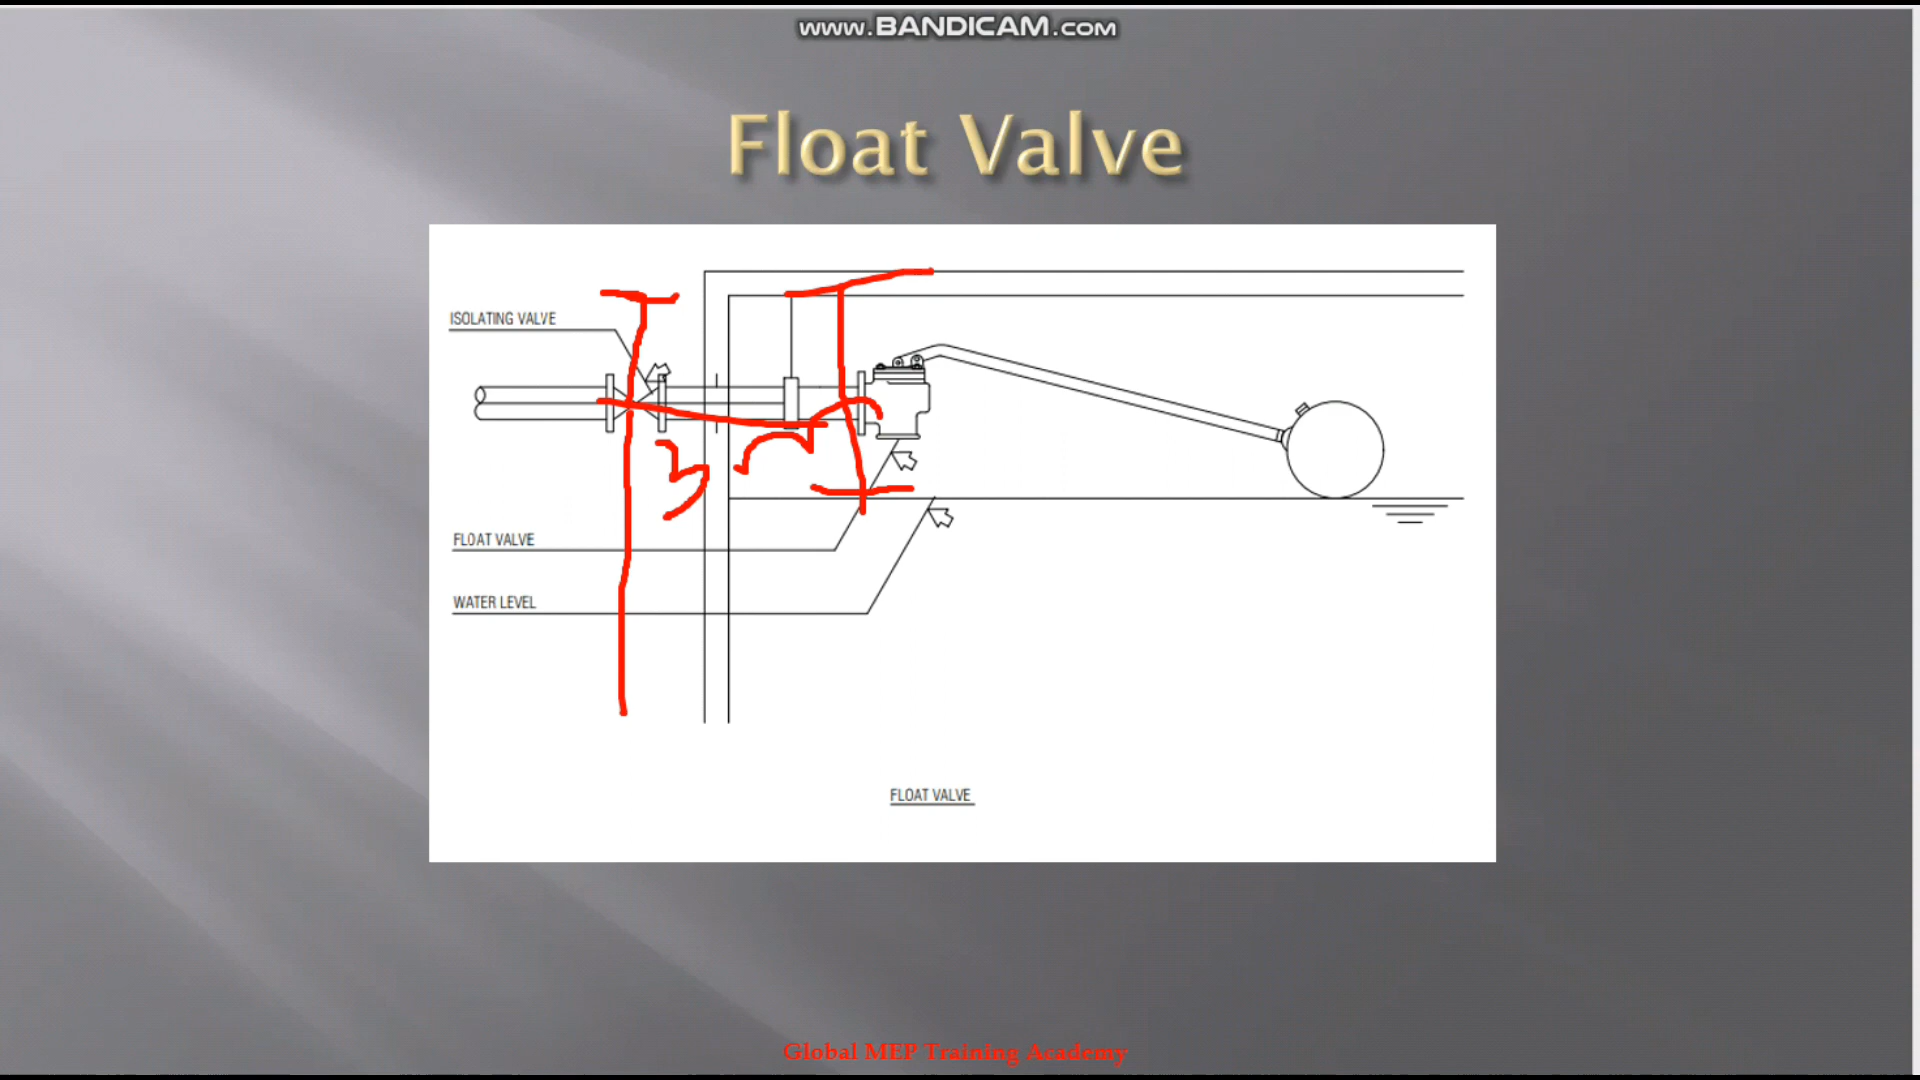 www.BANDICAM.com
Float Valve
ISOLATING VALVE
FLOAT VALVE
WATER LEVEL
FLOAT VALVE
Global MEP Training Academy